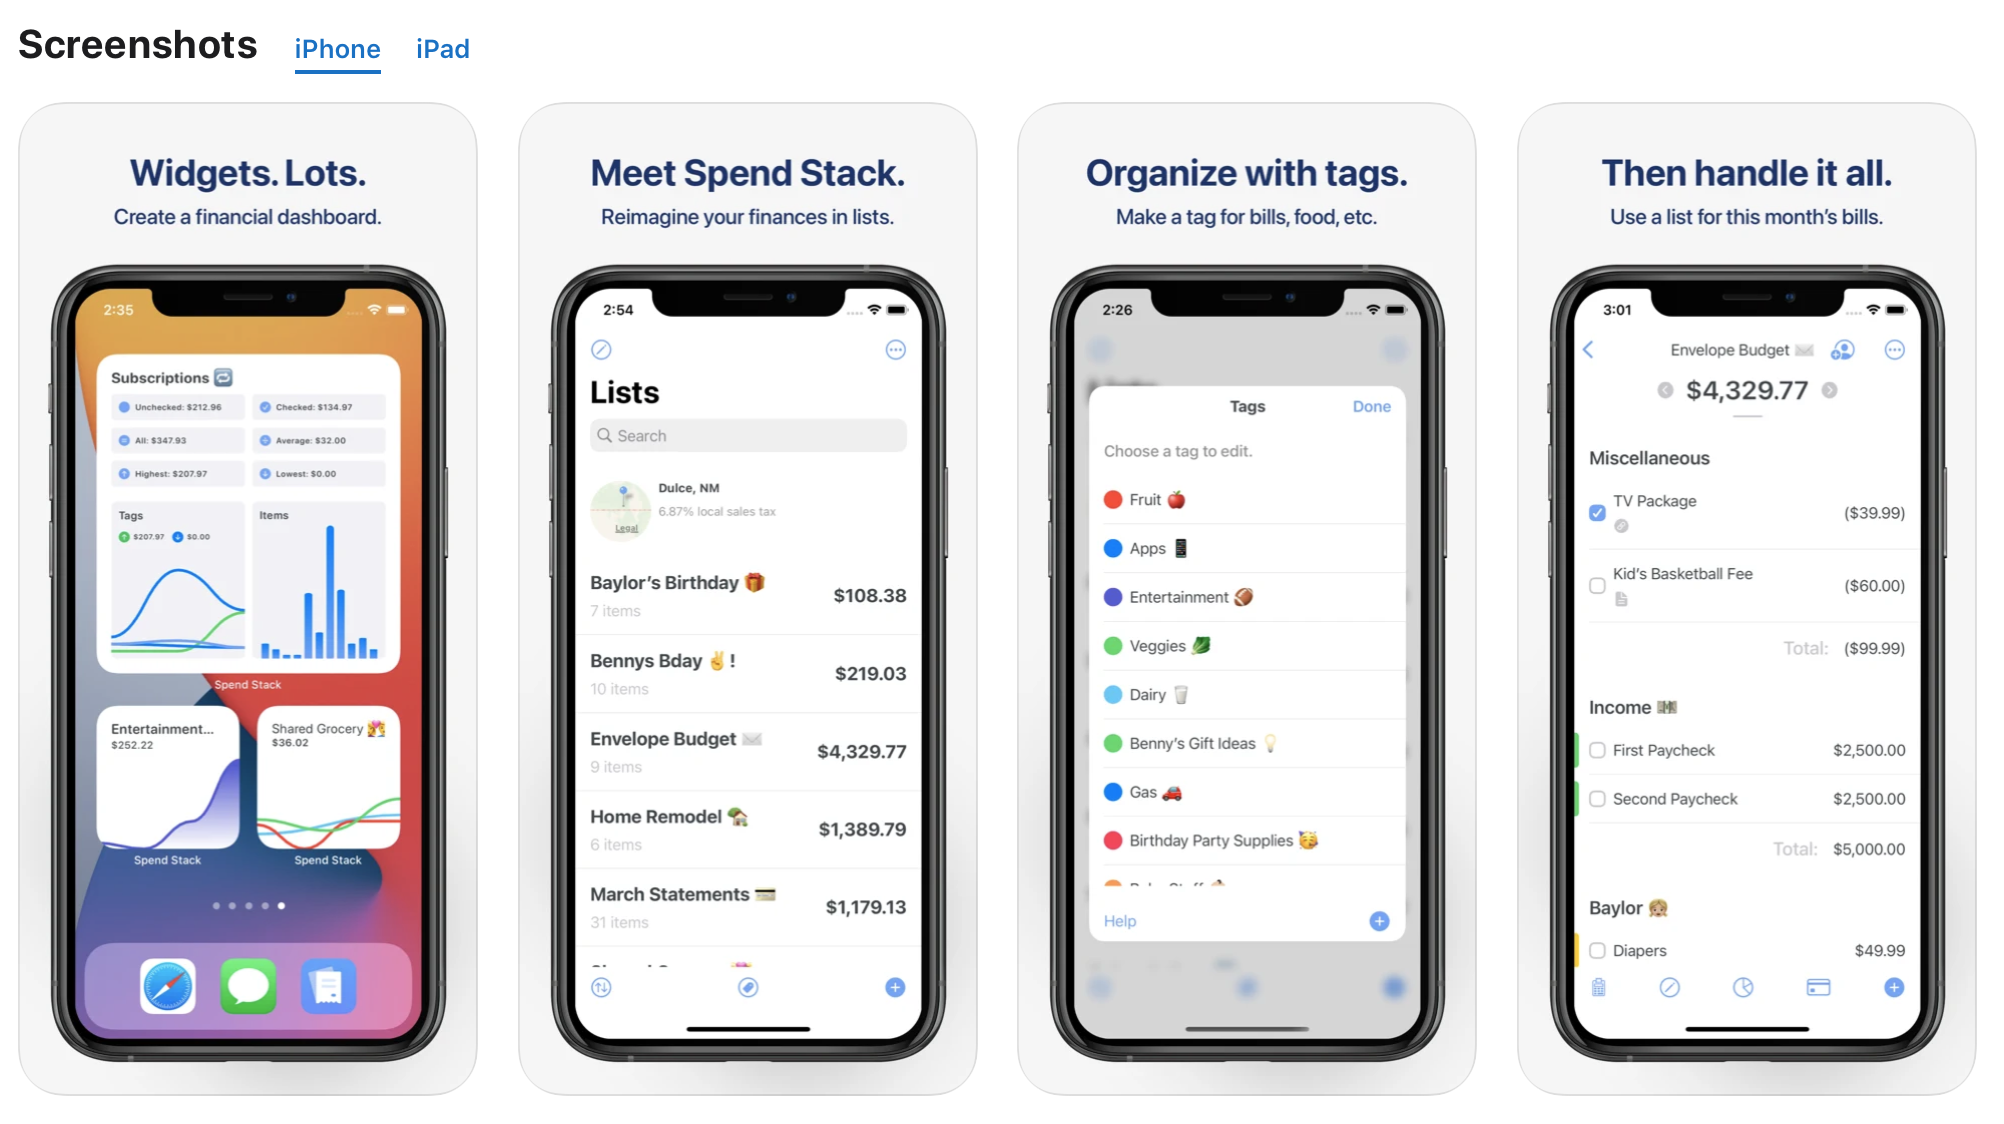 Screenshots iPhone iPad
Widgets. Lots.
Create a financial dashboard.
2:35
Subscriptions 🔁
Unchecked: $212.96 Checked: $134.97
All: $347.93 Average: $32.00
Highest: $207.97 Lowest: $0.00
Tags Items
$207.97 $0.00
Spend Stack
Entertainment...
$252.22
Shared Grocery
$36.02
Spend Stack Spend Stack
Meet Spend Stack.
Reimagine your finances in lists.
2:54
Lists
Search
Dulce, NM
6.87% local sales tax
Legal
Baylor's Birthday 🎁 $108.38
7 items
Bennys Bday ✌️! $219.03
10 items
Envelope Budget ✉️ $4,329.77
9 items
Home Remodel 🏡 $1,389.79
6 items
March Statements 💳 $1,179.13
31 items
Organize with tags.
Make a tag for bills, food, etc.
2:26
Tags Done
Choose a tag to edit.
Fruit 🍎
Apps 📱
Entertainment 🏈
Veggies 🥬
Dairy 🥛
Benny's Gift Ideas 💡
Gas 🚗
Birthday Party Supplies 🥳
Help
Then handle it all.
Use a list for this month's bills.
3:01
Envelope Budget ✉️
$4,329.77
Miscellaneous
TV Package ($39.99)
Kid's Basketball Fee ($60.00)
Total: ($99.99)
Income 💵
First Paycheck $2,500.00
Second Paycheck $2,500.00
Total: $5,000.00
Baylor 👧🏼
Diapers $49.99